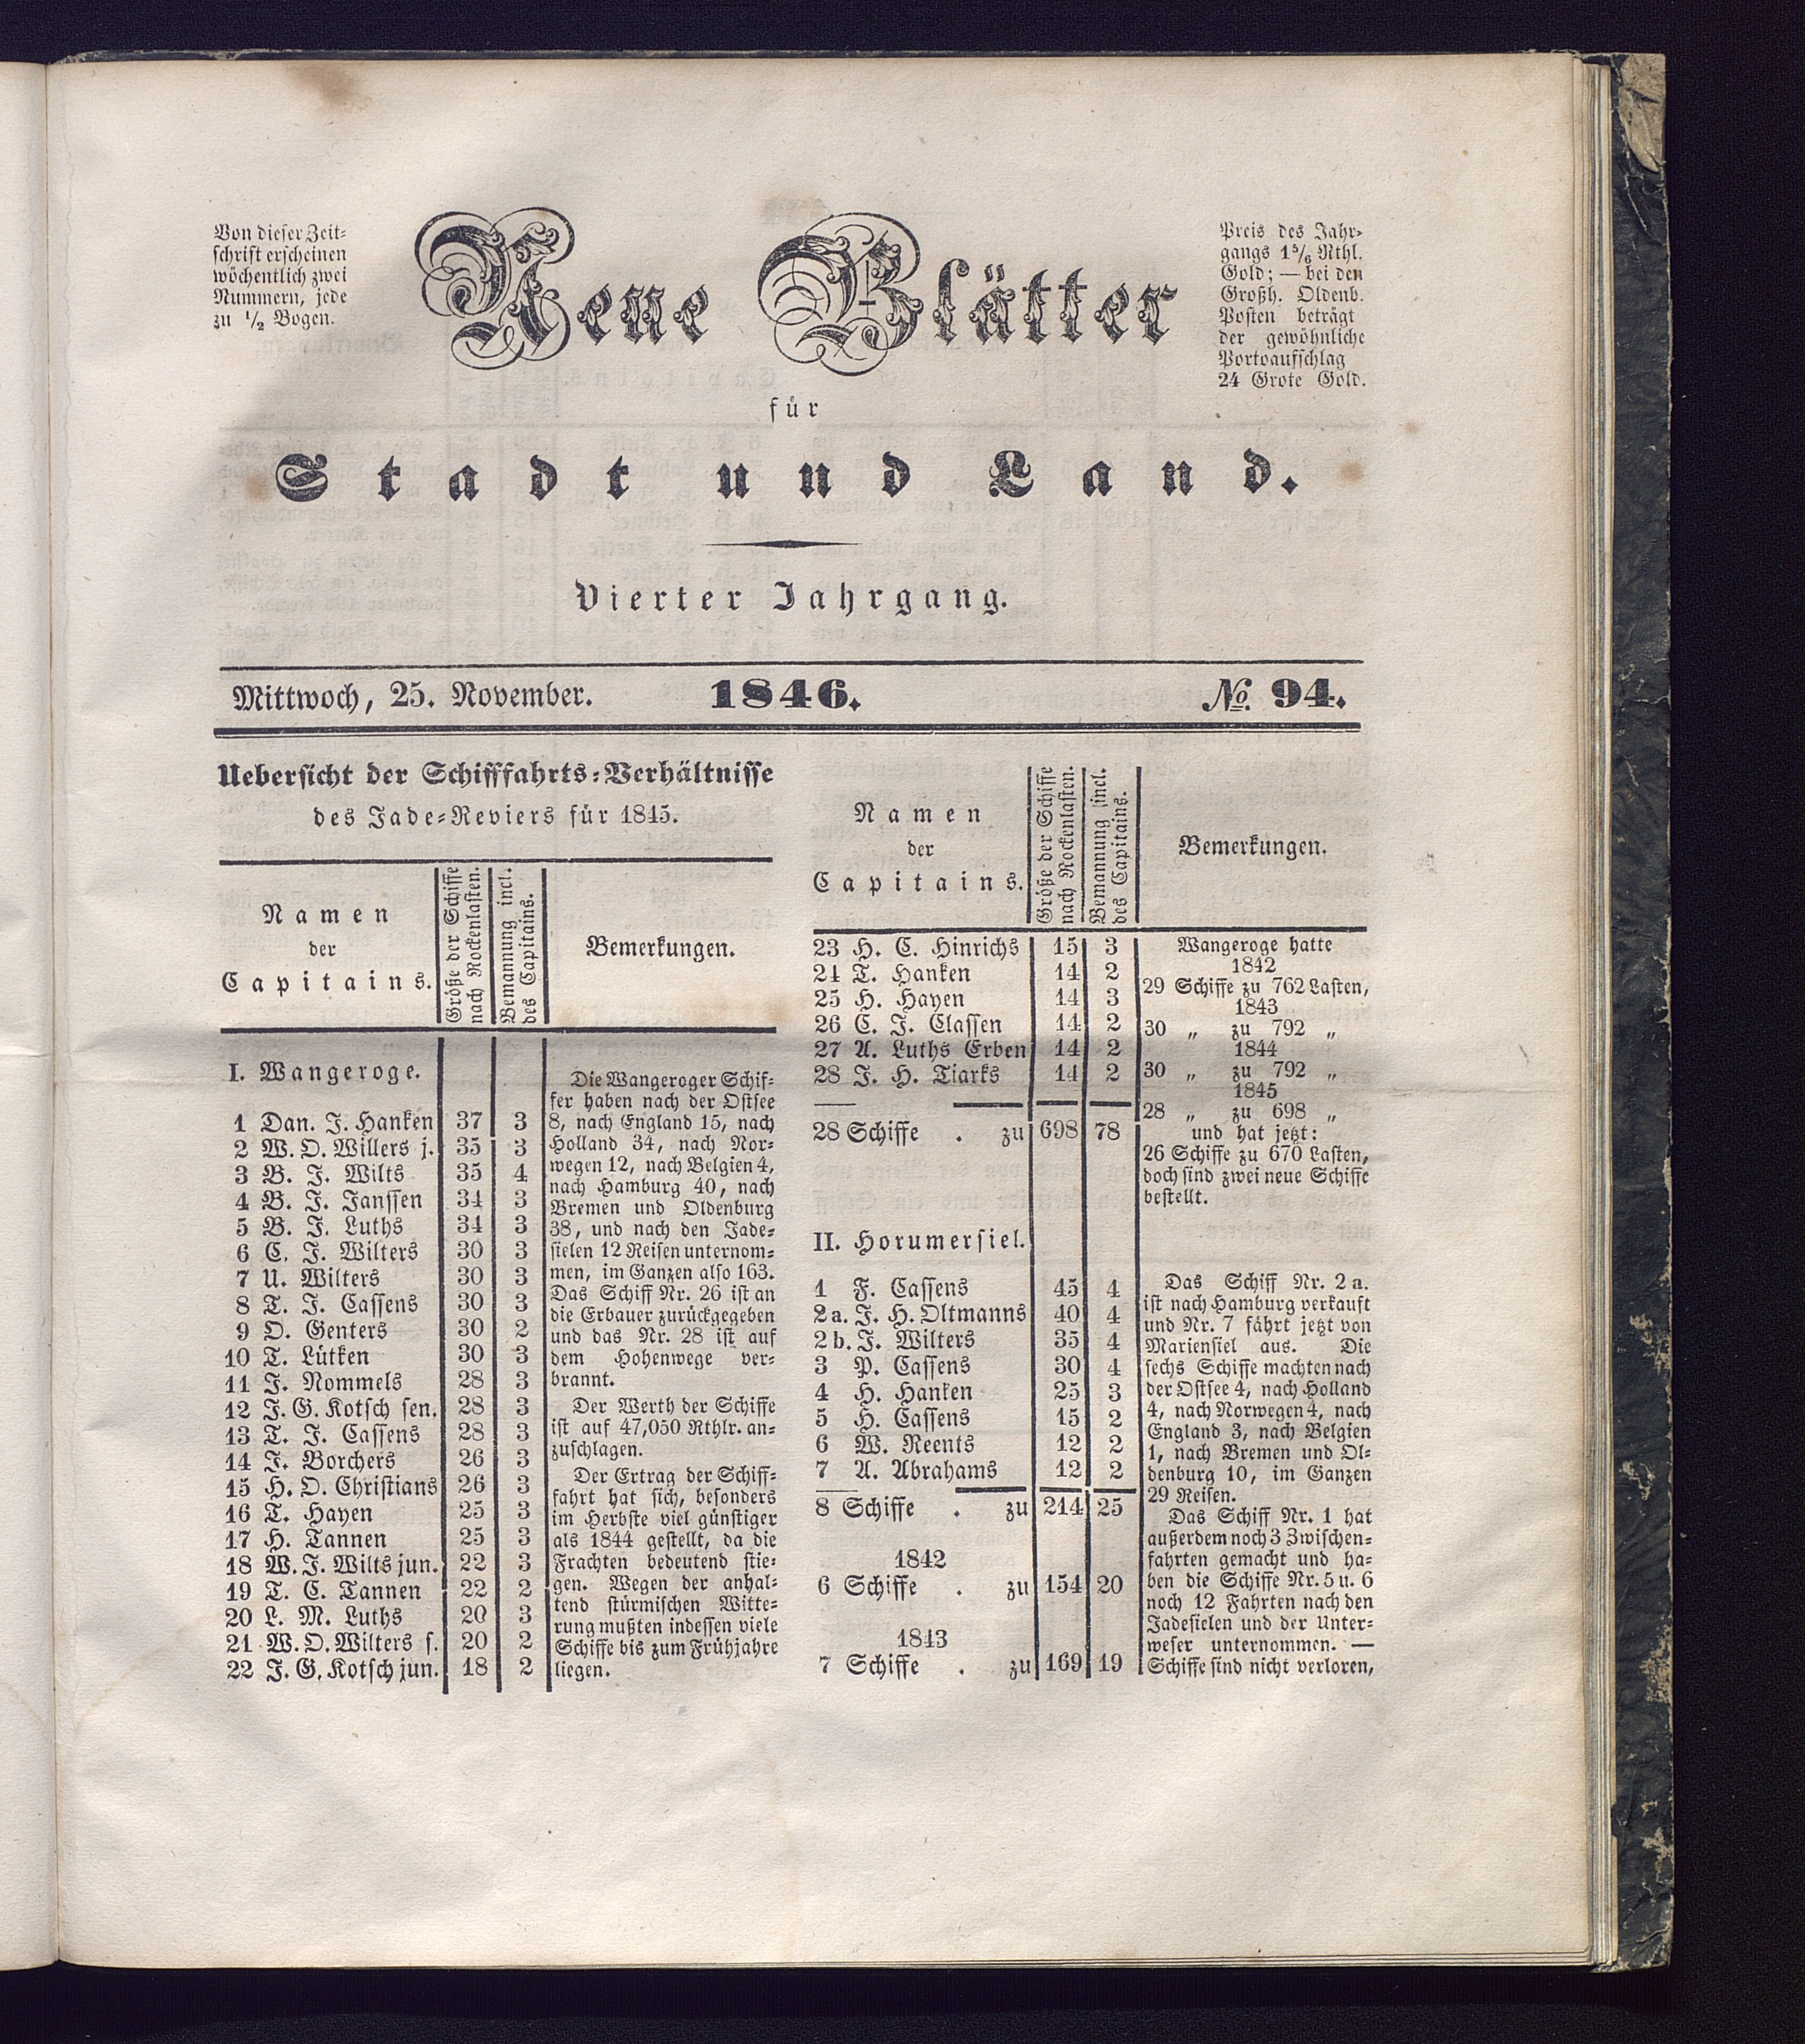 Von dieser Zeit-
schrift erscheinen
wöchentlich zwei
Nummern, jede
zu 1/2 Bogen.
Neue Blätter
Preis des Jahr-
gangs 1 5/6 Rthl.
Gold; — bei den
Großh. Oldenb.
Posten beträgt
der gewöhnliche
Portoaufschlag
24 Grote Gold.
für
Stadt und Land.
Vierter Jahrgang.
Mittwoch, 25. November. 1846. No. 94.
Uebersicht der Schifffahrts-Verhältnisse
des Jade-Reviers für 1845.
Namen
der
Capitains.
Größe der Schiffe
nach Rockenlasten.
Bemannung incl.
des Capitains.
Bemerkungen.
I. Wangeroge.
1 Dan. J. Hanken 37 3
2 W. O. Willers j. 35 3
3 B. J. Wilts 35 4
4 B. J. Janssen 34 3
5 B. J. Luths 34 3
6 C. J. Wilters 30 3
7 U. Wilters 30 3
8 T. J. Cassens 30 3
9 O. Genters 30 2
10 T. Lütken 30 3
11 J. Nommels 28 3
12 J. G. Kotsch sen. 28 3
13 T. J. Cassens 28 3
14 J. Borchers 26 3
15 H. O. Christians 26 3
16 T. Hayen 25 3
17 H. Tannen 25 3
18 W. J. Wilts jun. 22 3
19 T. C. Tannen 22 2
20 L. M. Luths 20 3
21 W. O. Wilters s. 20 2
22 J. G. Kotsch jun. 18 2
Die Wangeroger Schif-
fer haben nach der Ostsee
8, nach England 15, nach
Holland 34, nach Nor-
wegen 12, nach Belgien 4,
nach Hamburg 40, nach
Bremen und Oldenburg
38, und nach den Jade-
sielen 12 Reisen unternom-
men, im Ganzen also 163.
Das Schiff Nr. 26 ist an
die Erbauer zurückgegeben
und das Nr. 28 ist auf
dem Hohenwege ver-
brannt.
Der Werth der Schiffe
ist auf 47,050 Rthlr. an-
zuschlagen.
Der Ertrag der Schiff-
fahrt hat sich, besonders
im Herbste viel günstiger
als 1844 gestellt, da die
Frachten bedeutend stie-
gen. Wegen der anhal-
tend stürmischen Witte-
rung mußten indessen viele
Schiffe bis zum Frühjahre
liegen.
Namen
der
Capitains.
Größe der Schiffe
nach Rockenlasten.
Bemannung incl.
des Capitains.
Bemerkungen.
23 H. C. Hinrichs 15 3
24 T. Hanken 14 2
25 H. Hayen 14 3
26 C. J. Classen 14 2
27 A. Luths Erben 14 2
28 J. H. Tiarks 14 2
28 Schiffe . zu 698 78
Wangeroge hatte
1842
29 Schiffe zu 762 Lasten,
1843
30 „ zu 792 „
1844
30 „ zu 792 „
1845
28 „ zu 698 „
und hat jetzt:
26 Schiffe zu 670 Lasten,
doch sind zwei neue Schiffe
bestellt.
II. Horumersiel.
1 F. Cassens 45 4
2a. J. H. Oltmanns 40 4
2b. J. Wilters 35 4
3 P. Cassens 30 4
4 H. Hanken 25 3
5 H. Cassens 15 2
6 W. Reents 12 2
7 A. Abrahams 12 2
8 Schiffe . zu 214 25
1842
6 Schiffe . zu 154 20
1843
7 Schiffe . zu 169 19
Das Schiff Nr. 2 a.
ist nach Hamburg verkauft
und Nr. 7 fährt jetzt von
Mariensiel aus. Die
sechs Schiffe machten nach
der Ostsee 4, nach Holland
4, nach Norwegen 4, nach
England 3, nach Belgien
1, nach Bremen und Ol-
denburg 10, im Ganzen
29 Reisen.
Das Schiff Nr. 1 hat
außerdem noch 3 Zwischen-
fahrten gemacht und ha-
ben die Schiffe Nr. 5 u. 6
noch 12 Fahrten nach den
Jadesielen und der Unter-
weser unternommen. —
Schiffe sind nicht verloren,